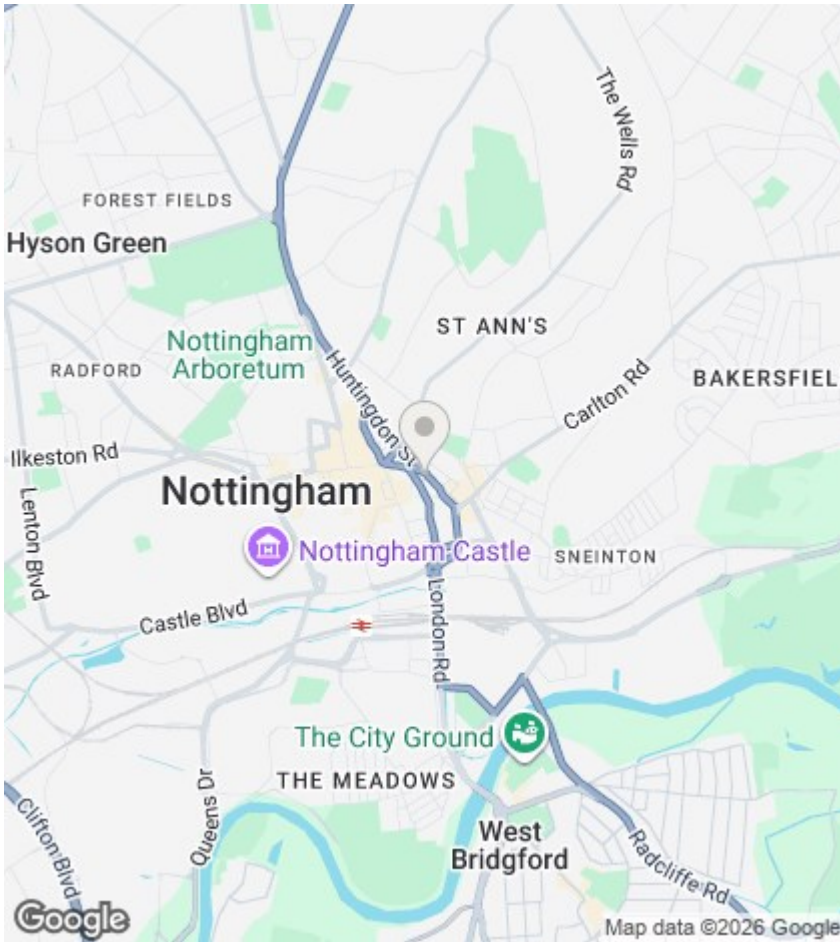 The Wells Rd
FOREST FIELDS
Hyson Green
ST ANN'S
Nottingham
Arboretum
RADFORD
Huntingdon St
Carlton Rd
BAKERSFIEL
Ilkeston Rd
Nottingham
Lenton Blvd
Nottingham Castle
SNEINTON
Castle Blvd
London Rd
The City Ground
THE MEADOWS
Queens Dr
Clifton Blvd
West
Bridgford
Radcliffe Rd
Google
Map data ©2026 Google